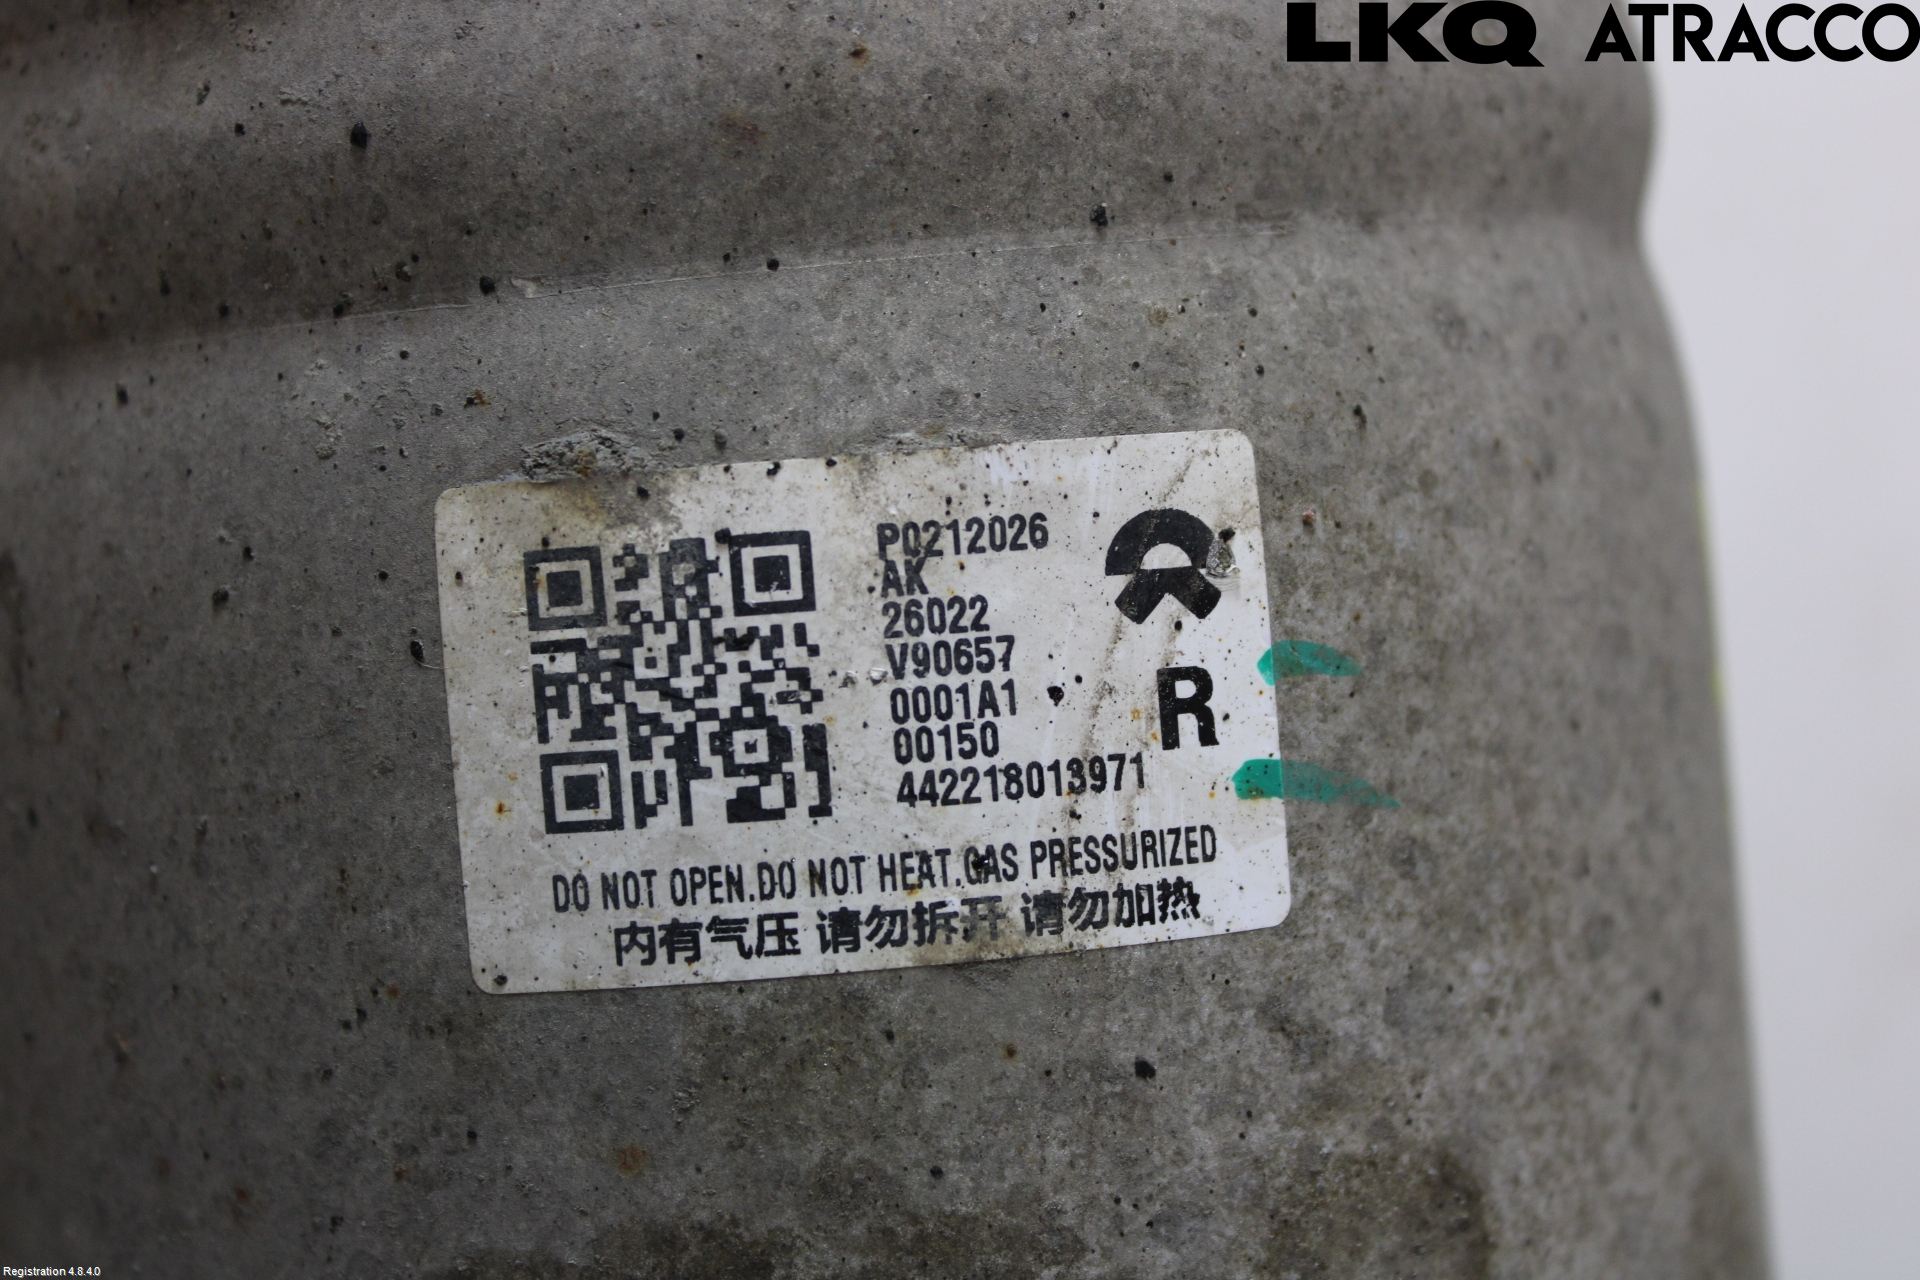 LKQ ATRACCO
P0212026
AK
26022
V90657
0001A1
00150
442218013971
R
DO NOT OPEN.DO NOT HEAT.GAS PRESSURIZED
内有气压 请勿拆开 请勿加热
Registration 4.8.4.0